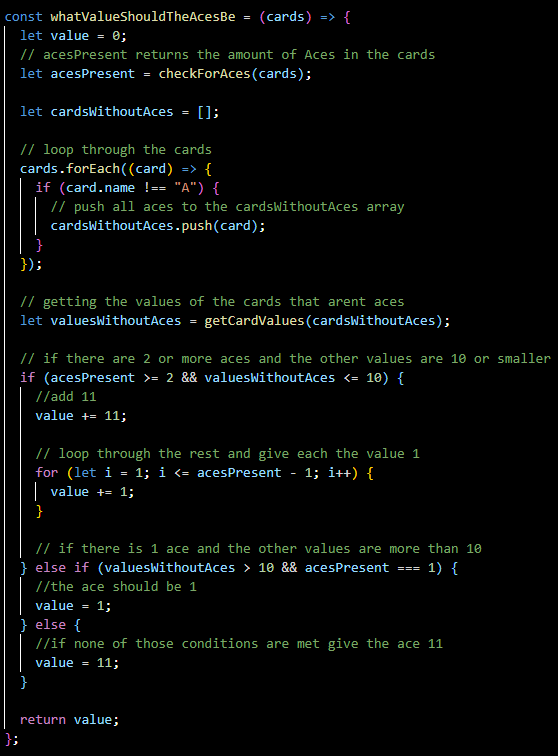 const whatValueShouldTheAcesBe = (cards) => {
  let value = 0;
  // acesPresent returns the amount of Aces in the cards
  let acesPresent = checkForAces(cards);

  let cardsWithoutAces = [];

  // loop through the cards
  cards.forEach((card) => {
    if (card.name !== "A") {
      // push all aces to the cardsWithoutAces array
      cardsWithoutAces.push(card);
    }
  });

  // getting the values of the cards that arent aces
  let valuesWithoutAces = getCardValues(cardsWithoutAces);

  // if there are 2 or more aces and the other values are 10 or smaller
  if (acesPresent >= 2 && valuesWithoutAces <= 10) {
    //add 11
    value += 11;

    // loop through the rest and give each the value 1
    for (let i = 1; i <= acesPresent - 1; i++) {
      value += 1;
    }

    // if there is 1 ace and the other values are more than 10
  } else if (valuesWithoutAces > 10 && acesPresent === 1) {
    //the ace should be 1
    value = 1;
  } else {
    //if none of those conditions are met give the ace 11
    value = 11;
  }

  return value;
};